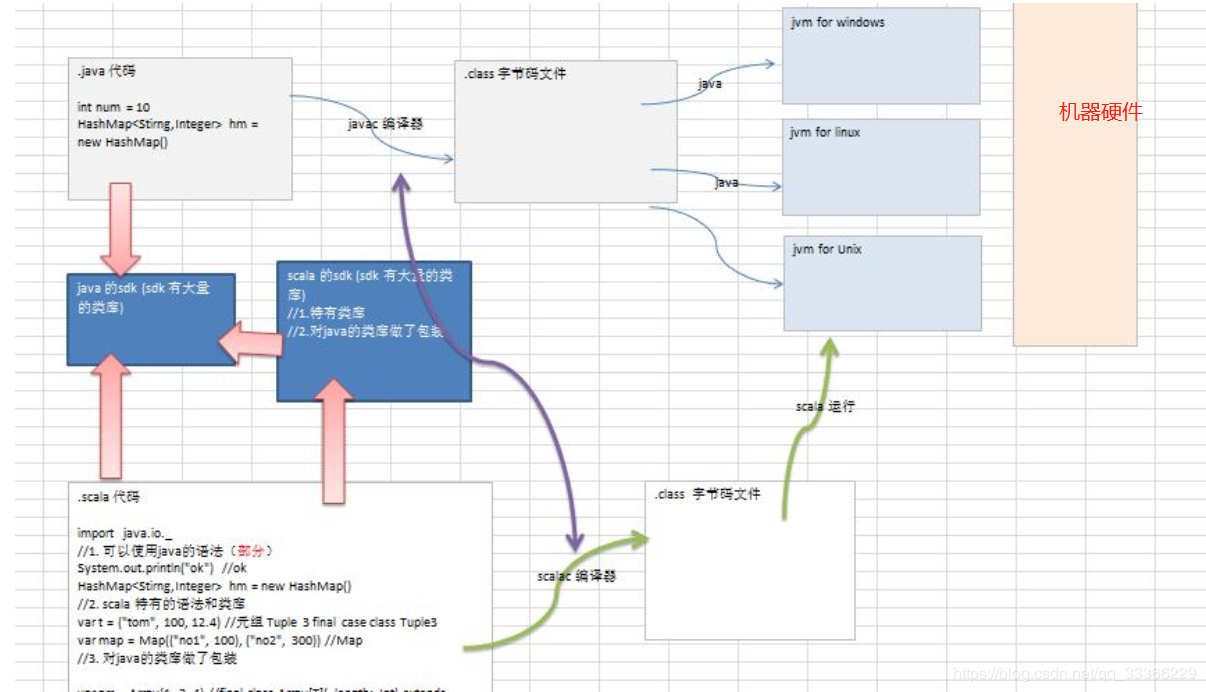 jvm for windows
.java 代码
.class 字节码文件
java
机器硬件
int num = 10
HashMap<Stirng,Integer> hm =
new HashMap()
javac 编译器
jvm for linux
java
jvm for Unix
java 的sdk (sdk 有大量
的类库)
scala 的sdk (sdk 有大量的类
库)
//1.特有类库
//2.对java的类库做了包装
scala 运行
.scala 代码
.class 字节码文件
import java.io._
//1. 可以使用java的语法（部分）
System.out.println("ok") //ok
HashMap<Stirng,Integer> hm = new HashMap()
//2. scala 特有的语法和类库
var t = ("tom", 100, 12.4) //元组 Tuple 3 final case class Tuple3
var map = Map(("no1", 100), ("no2", 300)) //Map
//3. 对java的类库做了包装
scalac 编译器
https://blog.csdn.net/qq_33366229